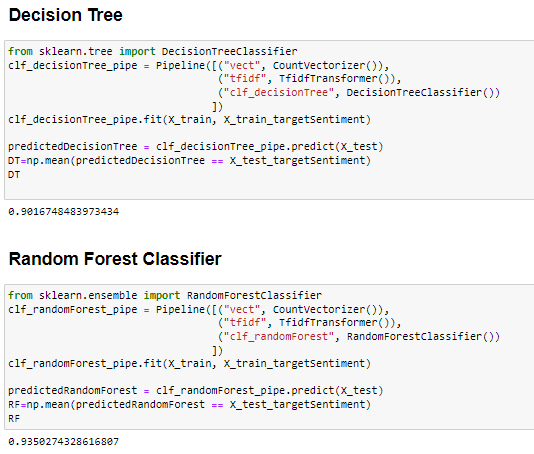 Decision Tree
from sklearn.tree import DecisionTreeClassifier
clf_decisionTree_pipe = Pipeline([("vect", CountVectorizer()),
("tfidf", TfidfTransformer()),
("clf_decisionTree", DecisionTreeClassifier())
])
clf_decisionTree_pipe.fit(X_train, X_train_targetSentiment)
predictedDecisionTree = clf_decisionTree_pipe.predict(X_test)
DT=np.mean(predictedDecisionTree == X_test_targetSentiment)
DT
0.9016748483973434
Random Forest Classifier
from sklearn.ensemble import RandomForestClassifier
clf_randomForest_pipe = Pipeline([("vect", CountVectorizer()),
("tfidf", TfidfTransformer()),
("clf_randomForest", RandomForestClassifier())
])
clf_randomForest_pipe.fit(X_train, X_train_targetSentiment)
predictedRandomForest = clf_randomForest_pipe.predict(X_test)
RF=np.mean(predictedRandomForest == X_test_targetSentiment)
RF
0.9350274328616807